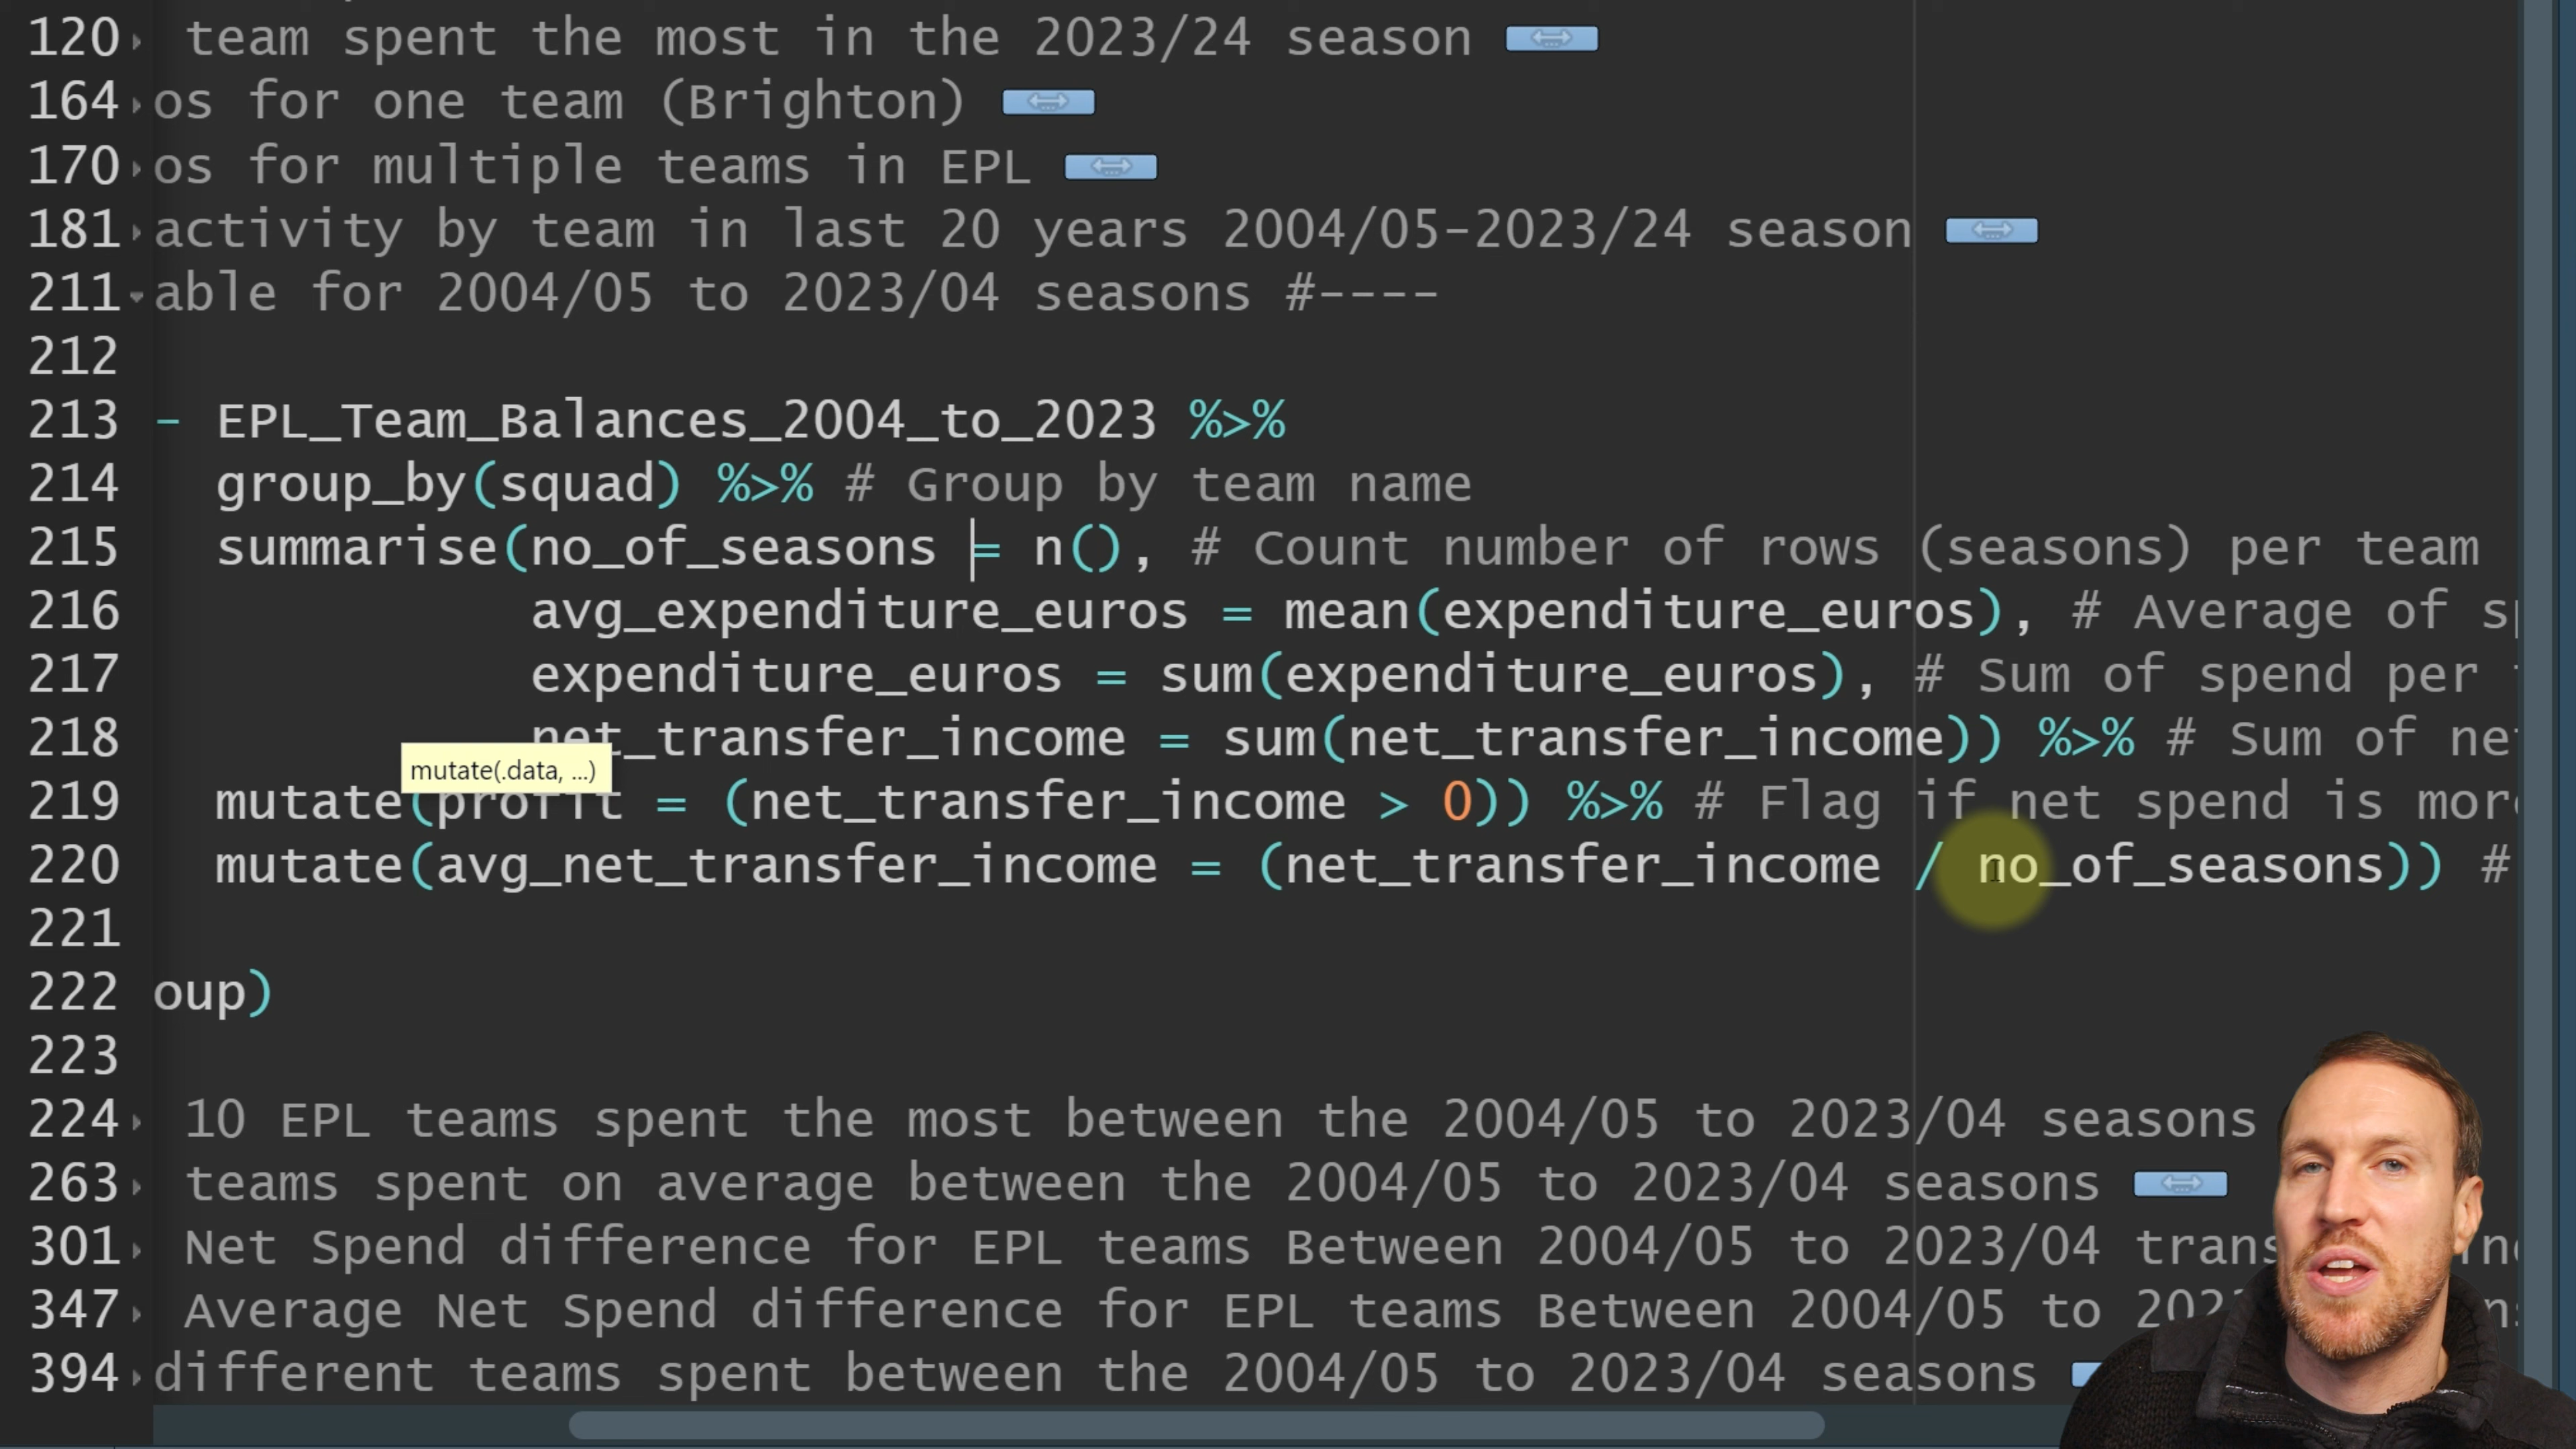 120 team spent the most in the 2023/24 season
164 os for one team (Brighton)
170 os for multiple teams in EPL
181 activity by team in last 20 years 2004/05-2023/24 season
211 able for 2004/05 to 2023/04 seasons #----
212
213 - EPL_Team_Balances_2004_to_2023 %>%
214 group_by(squad) %>% # Group by team name
215 summarise(no_of_seasons = n(), # Count number of rows (seasons) per team
216 avg_expenditure_euros = mean(expenditure_euros), # Average of
217 expenditure_euros = sum(expenditure_euros), # Sum of spend per
218 net_transfer_income = sum(net_transfer_income)) %>% # Sum of net
mutate(.data, ...)
219 mutate(profit = (net_transfer_income > 0)) %>% # Flag if net spend is more
220 mutate(avg_net_transfer_income = (net_transfer_income / no_of_seasons)) #
221
222 oup)
223
224 10 EPL teams spent the most between the 2004/05 to 2023/04 seasons
263 teams spent on average between the 2004/05 to 2023/04 seasons
301 Net Spend difference for EPL teams Between 2004/05 to 2023/04
347 Average Net Spend difference for EPL teams Between 2004/05 to
394 different teams spent between the 2004/05 to 2023/04 seasons